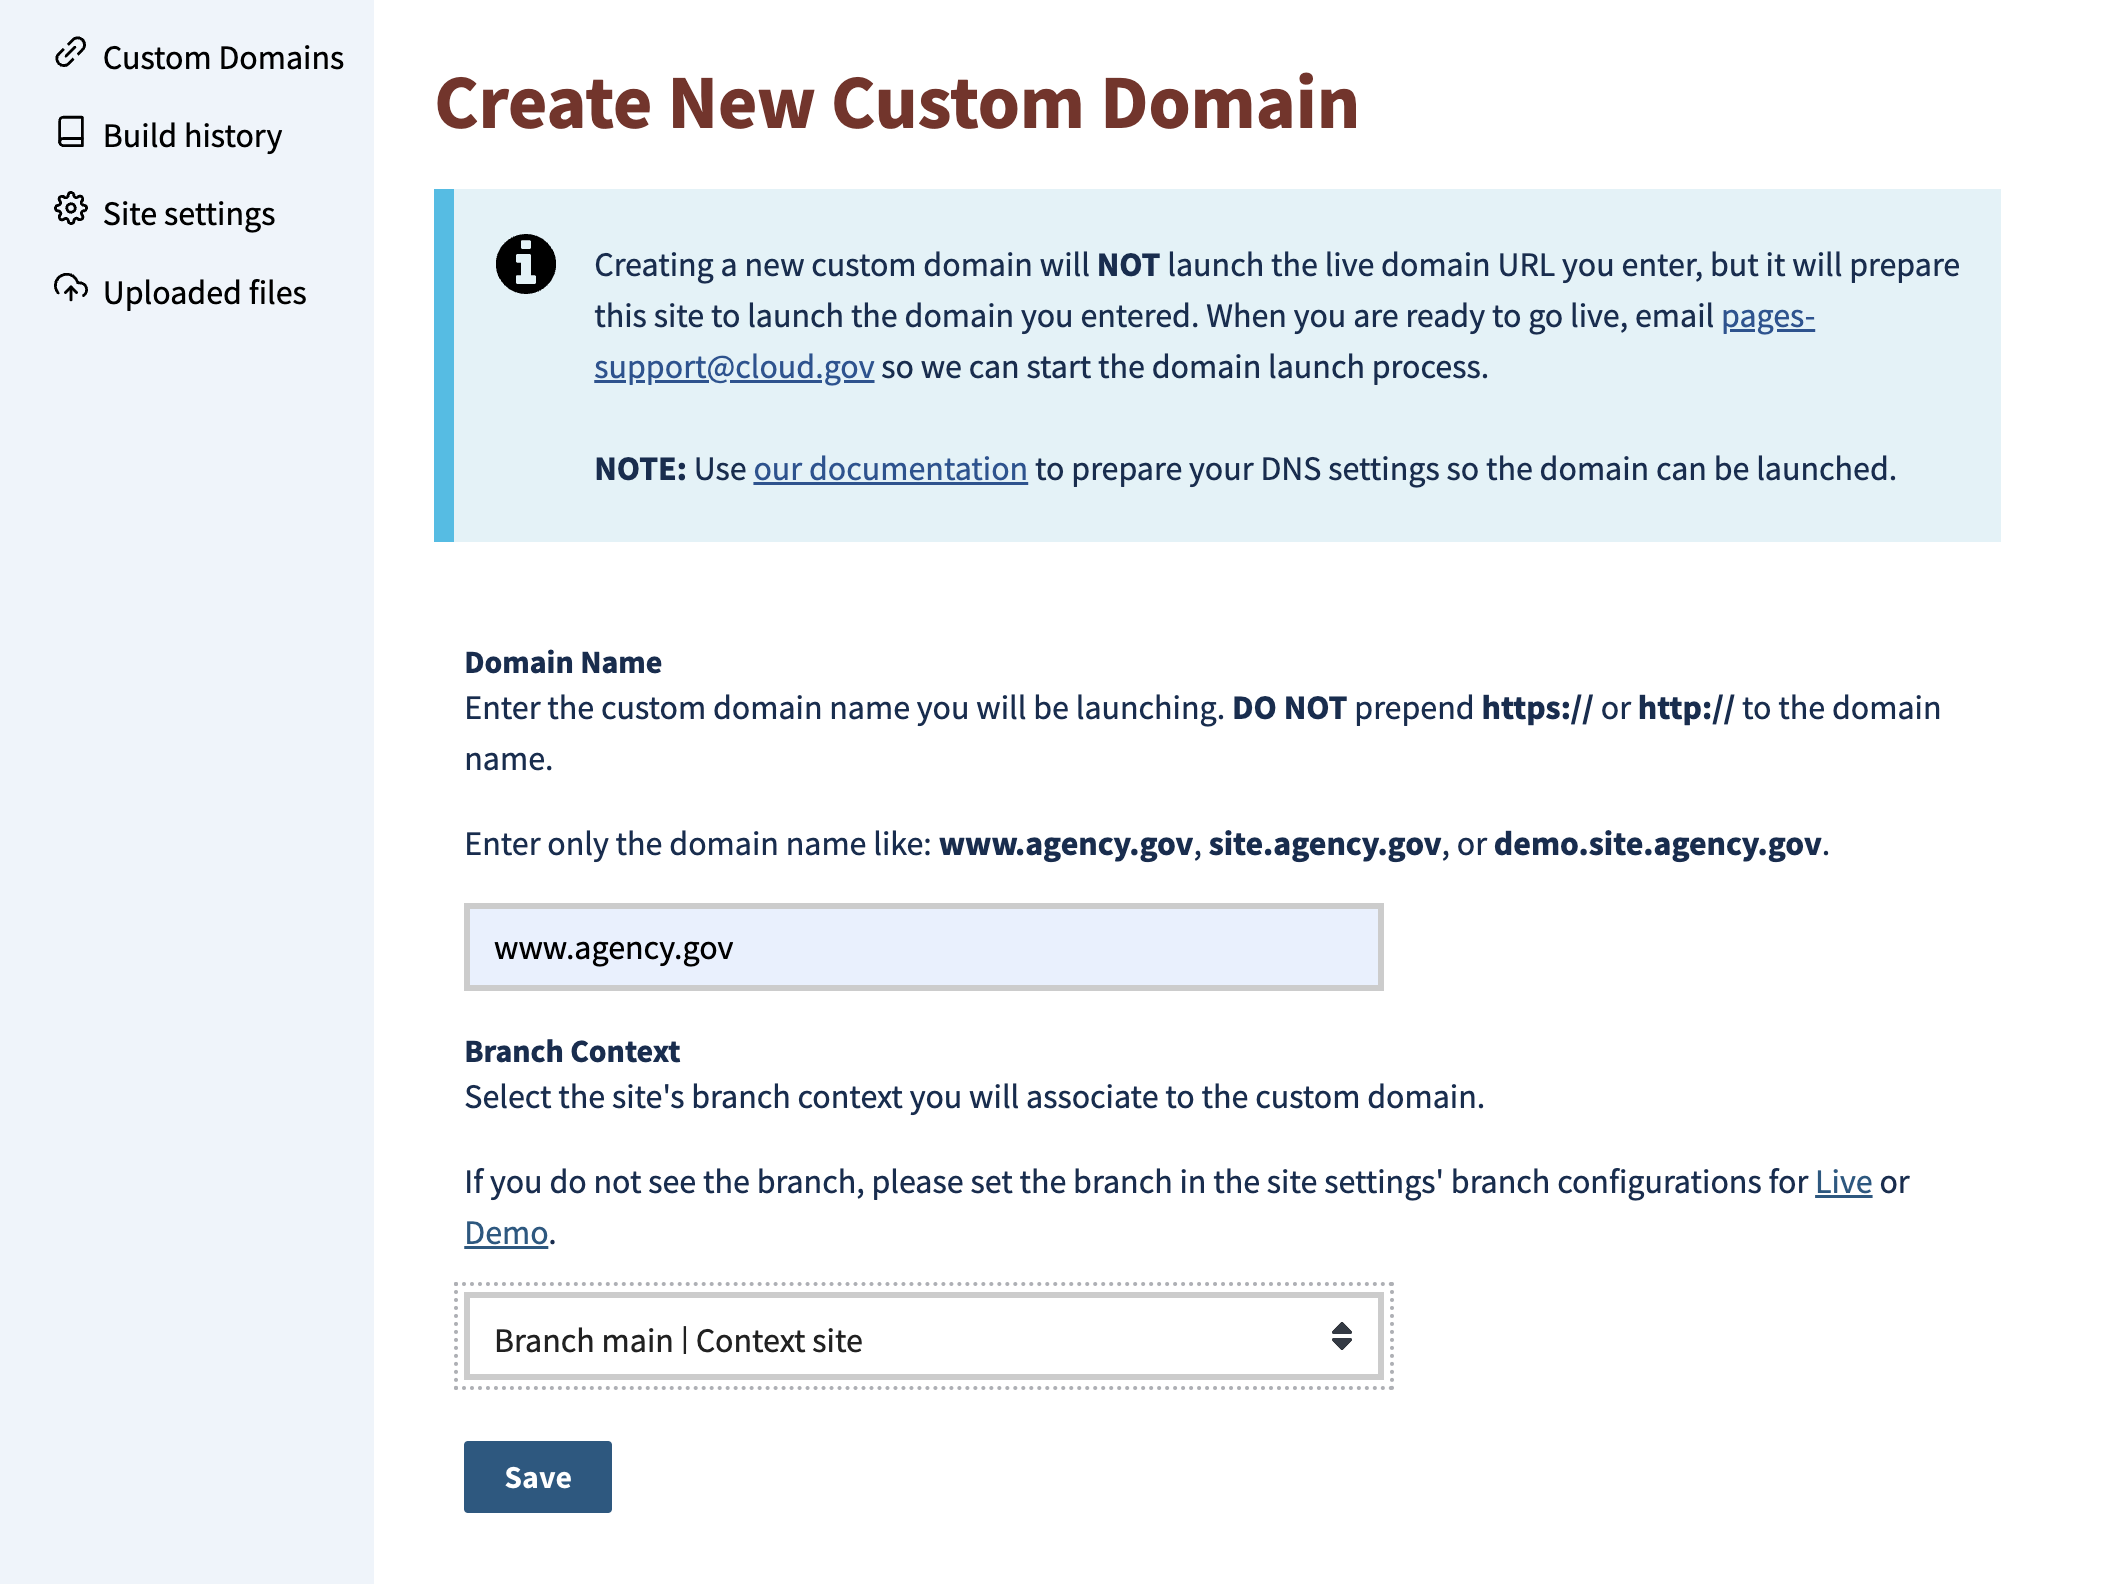 Custom Domains
Build history
Site settings
Uploaded files
Create New Custom Domain
Creating a new custom domain will NOT launch the live domain URL you enter, but it will prepare
this site to launch the domain you entered. When you are ready to go live, email pages-
support@cloud.gov so we can start the domain launch process.
NOTE: Use our documentation to prepare your DNS settings so the domain can be launched.
Domain Name
Enter the custom domain name you will be launching. DO NOT prepend https:// or http:// to the domain
name.
Enter only the domain name like: www.agency.gov, site.agency.gov, or demo.site.agency.gov.
www.agency.gov
Branch Context
Select the site's branch context you will associate to the custom domain.
If you do not see the branch, please set the branch in the site settings' branch configurations for Live or
Demo.
Branch main | Context site
Save